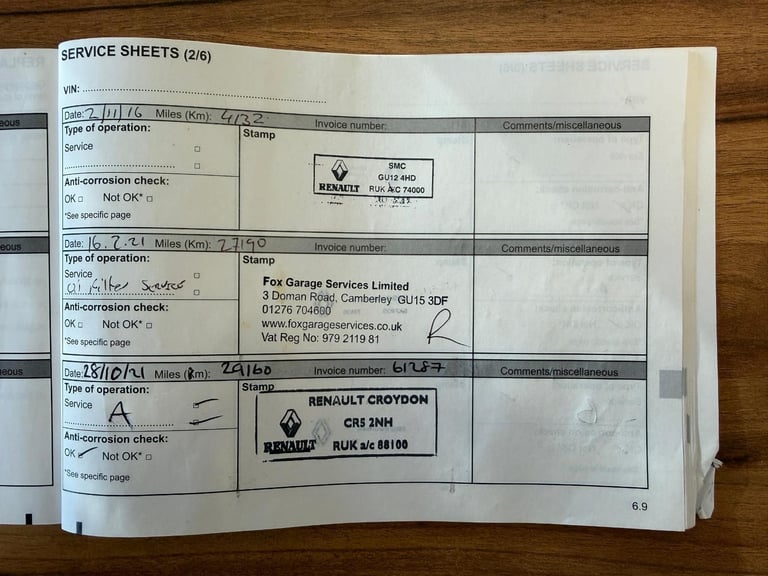 SERVICE SHEETS (2/6)
VIN:
Date: 2/11/16 Miles (Km): 4132 Invoice number: Comments/miscellaneous
Type of operation:
Stamp
Service
Anti-corrosion check:
OK Not OK*
*See specific page
RENAULT
SMC
GU12 4HD
RUK A/C 74000
Date: 16.2.21 Miles (Km): 27190 Invoice number: Comments/miscellaneous
Type of operation:
Stamp
Service
Oil Filter Service
Anti-corrosion check:
OK Not OK*
*See specific page
Fox Garage Services Limited
3 Doman Road, Camberley GU15 3DF
01276 704600
www.foxgarageservices.co.uk
Vat Reg No: 979 2119 81
Date: 28/10/21 Miles (Km): 29160 Invoice number: 61287 Comments/miscellaneous
Type of operation:
Stamp
Service
A
Anti-corrosion check:
OK Not OK*
*See specific page
RENAULT CROYDON
CR5 2NH
RENAULT RUK a/c 88100
6.9